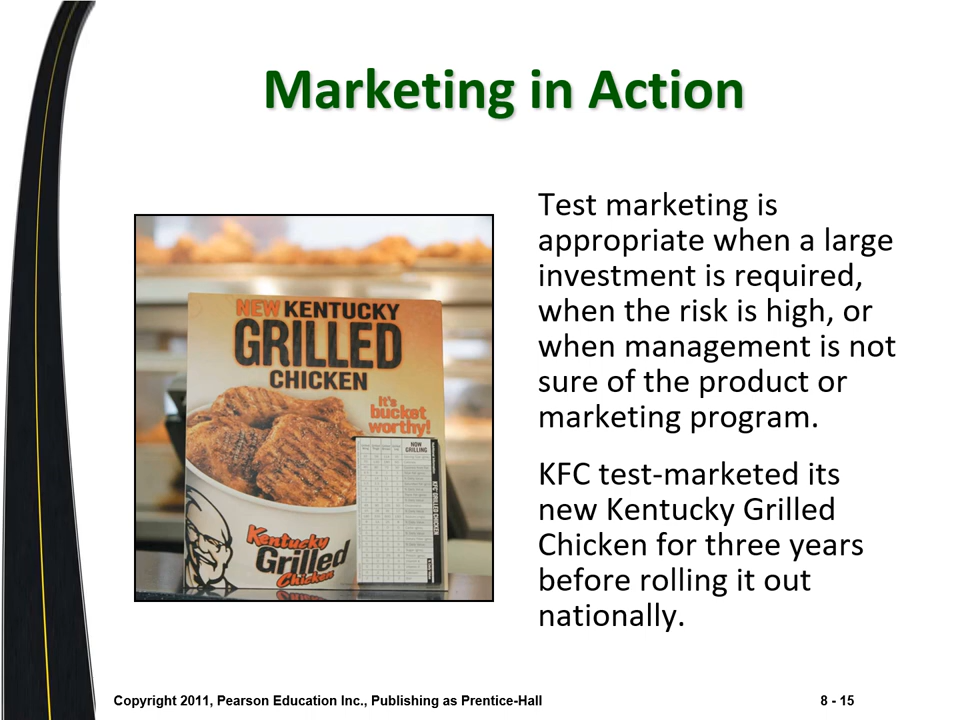 Marketing in Action
NEW KENTUCKY
GRILLED
CHICKEN
It's
bucket
worthy!
NOW
GRILLING
KFC GRILLED CHICKEN
Kentucky
Grilled
Chicken
Test marketing is
appropriate when a large
investment is required,
when the risk is high, or
when management is not
sure of the product or
marketing program.
KFC test-marketed its
new Kentucky Grilled
Chicken for three years
before rolling it out
nationally.
Copyright 2011, Pearson Education Inc., Publishing as Prentice-Hall
8 - 15